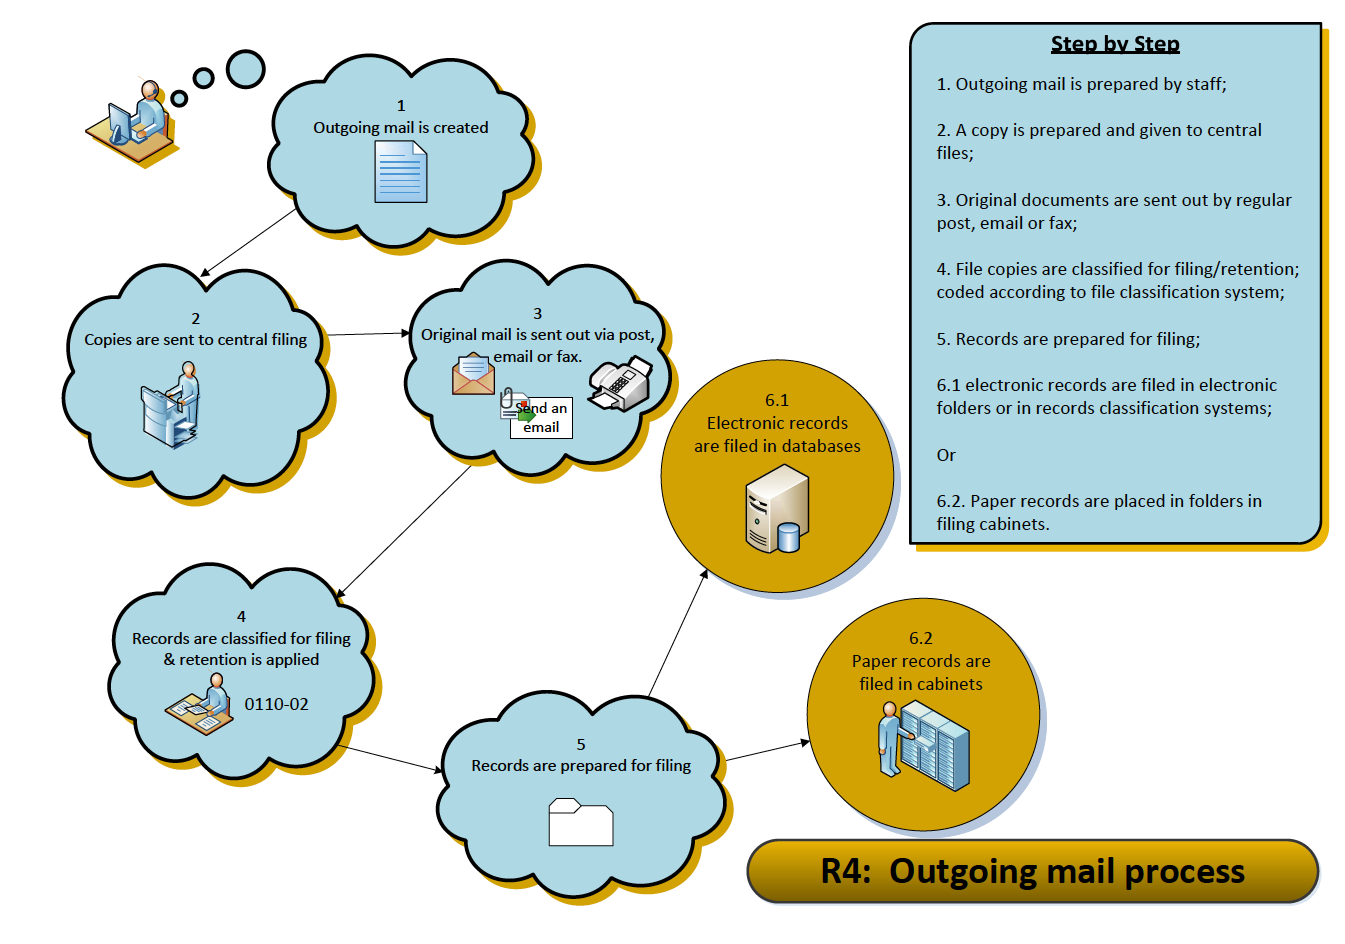 1
Outgoing mail is created
2
Copies are sent to central filing
3
Original mail is sent out via post,
email or fax.
Send an
email
4
Records are classified for filing
& retention is applied
0110-02
5
Records are prepared for filing
6.1
Electronic records
are filed in databases
6.2
Paper records are
filed in cabinets
Step by Step
1. Outgoing mail is prepared by staff;
2. A copy is prepared and given to central
files;
3. Original documents are sent out by regular
post, email or fax;
4. File copies are classified for filing/retention;
coded according to file classification system;
5. Records are prepared for filing;
6.1 electronic records are filed in electronic
folders or in records classification systems;
Or
6.2. Paper records are placed in folders in
filing cabinets.
R4:  Outgoing mail process